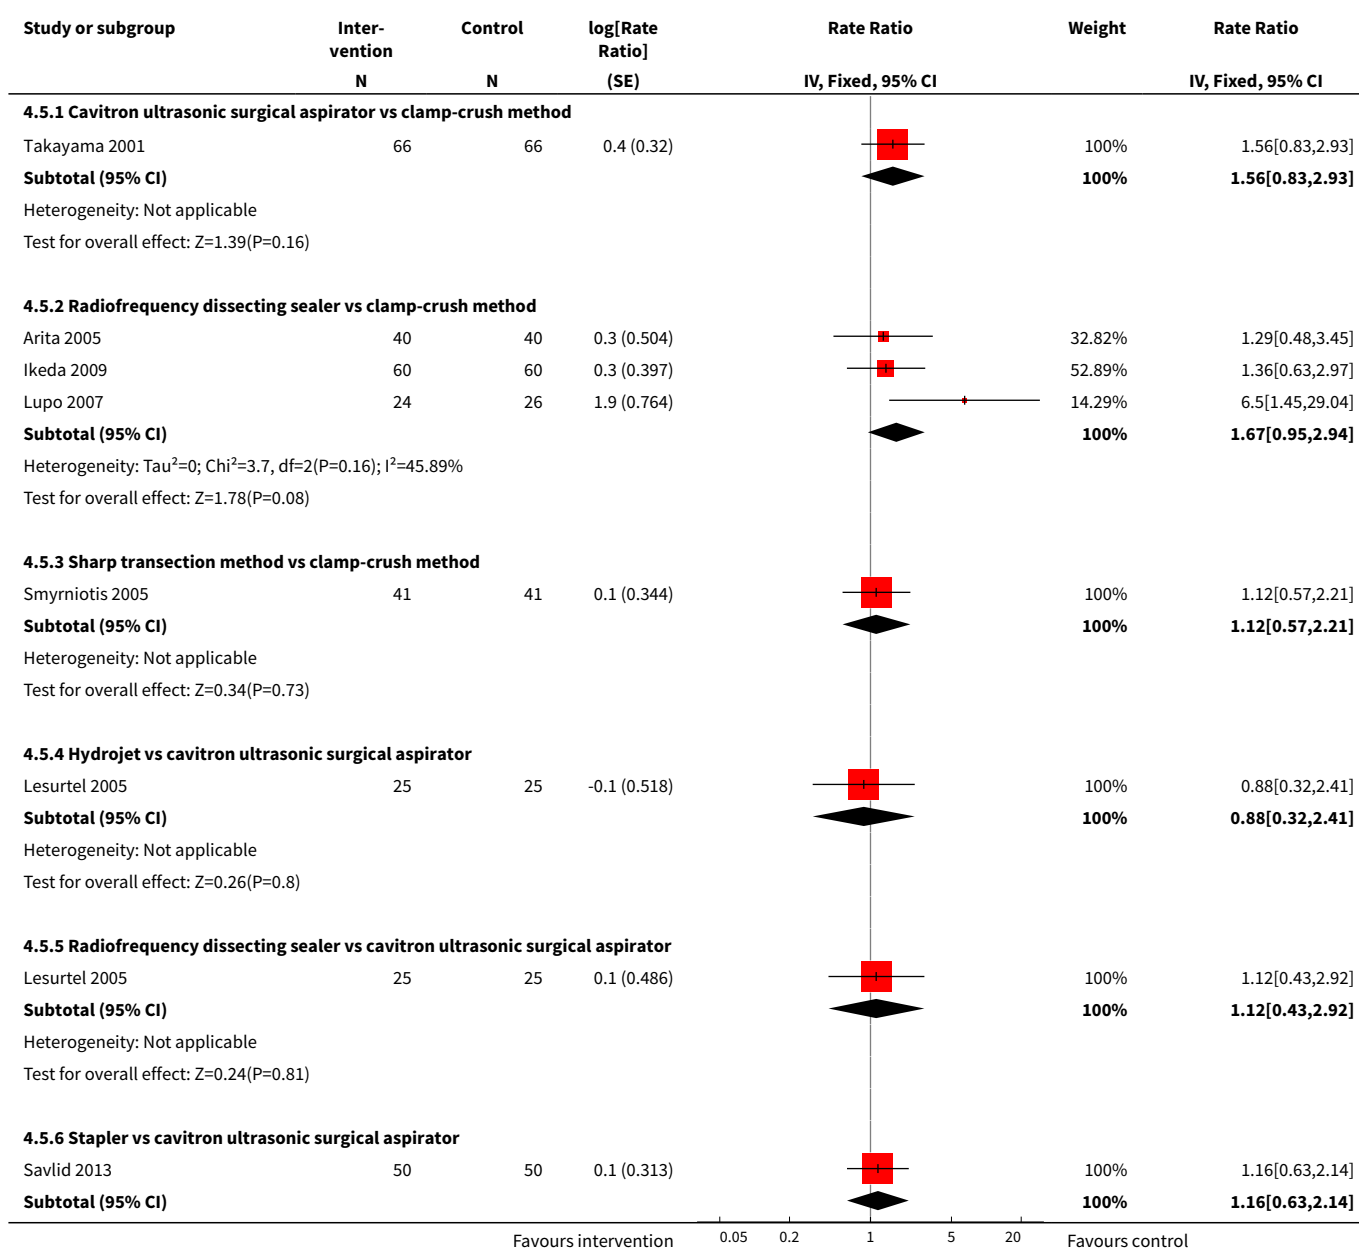 Study or subgroup Inter-vention Control log[Rate Ratio] Rate Ratio Weight Rate Ratio
N N (SE) IV, Fixed, 95% CI IV, Fixed, 95% CI
4.5.1 Cavitron ultrasonic surgical aspirator vs clamp-crush method
Takayama 2001 66 66 0.4 (0.32) 100% 1.56[0.83,2.93]
Subtotal (95% CI) 100% 1.56[0.83,2.93]
Heterogeneity: Not applicable
Test for overall effect: Z=1.39(P=0.16)
4.5.2 Radiofrequency dissecting sealer vs clamp-crush method
Arita 2005 40 40 0.3 (0.504) 32.82% 1.29[0.48,3.45]
Ikeda 2009 60 60 0.3 (0.397) 52.89% 1.36[0.63,2.97]
Lupo 2007 24 26 1.9 (0.764) 14.29% 6.5[1.45,29.04]
Subtotal (95% CI) 100% 1.67[0.95,2.94]
Heterogeneity: Tau²=0; Chi²=3.7, df=2(P=0.16); I²=45.89%
Test for overall effect: Z=1.78(P=0.08)
4.5.3 Sharp transection method vs clamp-crush method
Smyrniotis 2005 41 41 0.1 (0.344) 100% 1.12[0.57,2.21]
Subtotal (95% CI) 100% 1.12[0.57,2.21]
Heterogeneity: Not applicable
Test for overall effect: Z=0.34(P=0.73)
4.5.4 Hydrojet vs cavitron ultrasonic surgical aspirator
Lesurtel 2005 25 25 -0.1 (0.518) 100% 0.88[0.32,2.41]
Subtotal (95% CI) 100% 0.88[0.32,2.41]
Heterogeneity: Not applicable
Test for overall effect: Z=0.26(P=0.8)
4.5.5 Radiofrequency dissecting sealer vs cavitron ultrasonic surgical aspirator
Lesurtel 2005 25 25 0.1 (0.486) 100% 1.12[0.43,2.92]
Subtotal (95% CI) 100% 1.12[0.43,2.92]
Heterogeneity: Not applicable
Test for overall effect: Z=0.24(P=0.81)
4.5.6 Stapler vs cavitron ultrasonic surgical aspirator
Savlid 2013 50 50 0.1 (0.313) 100% 1.16[0.63,2.14]
Subtotal (95% CI) 100% 1.16[0.63,2.14]
Favours intervention 0.05 0.2 1 5 20 Favours control